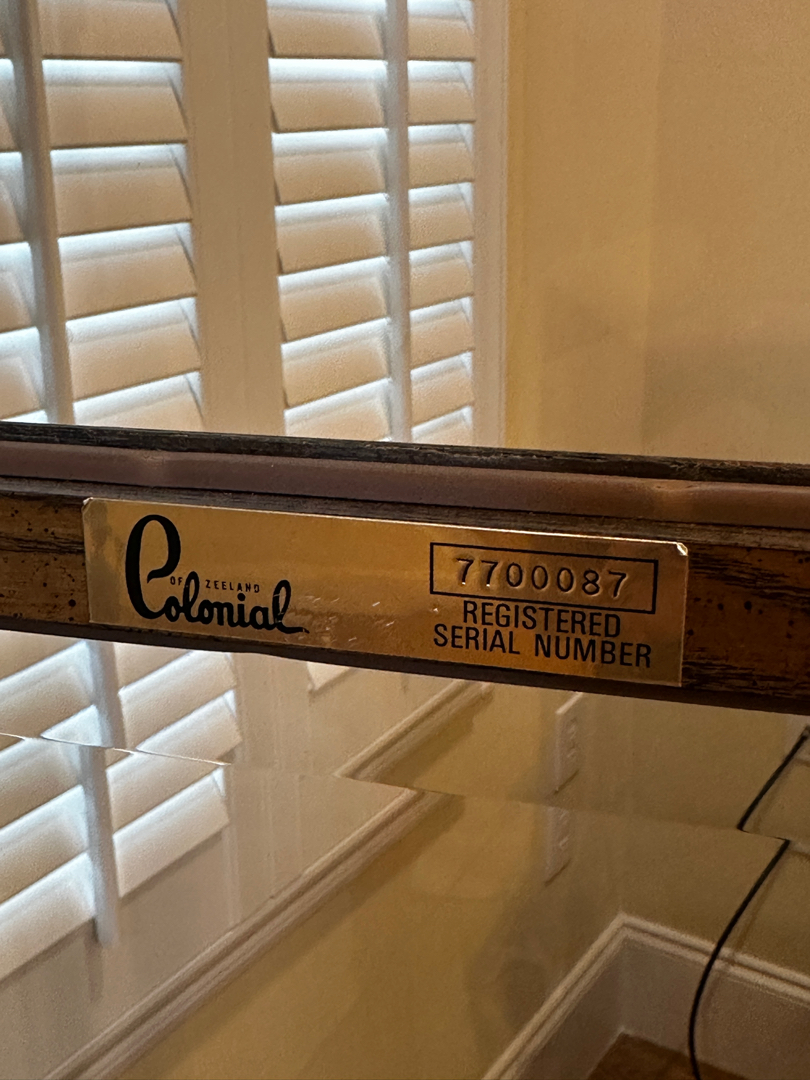 Colonial
OF ZEELAND
7700087
REGISTERED
SERIAL NUMBER